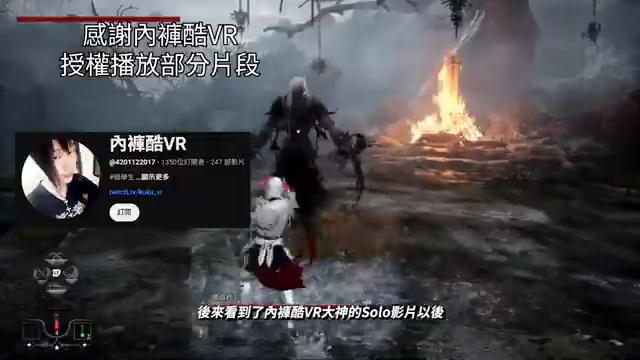 感謝內褲酷VR
授權播放部分片段
內褲酷VR
@4201122017・1350位訂閱者・247 部影片
#復學生 ...顯示更多
twitch.tv/kuku_vr
訂閱
後來看到了內褲酷VR大神的Solo影片以後